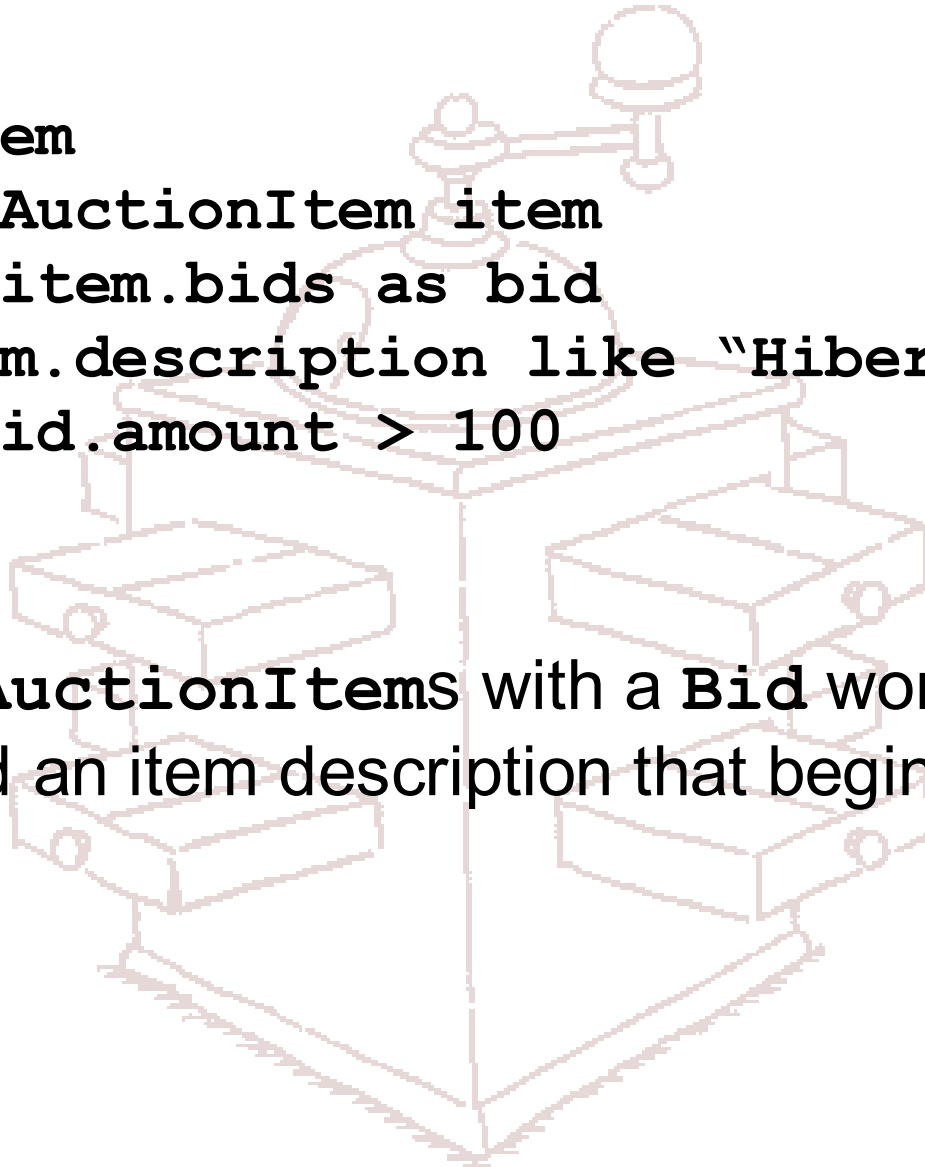 em
AuctionItem item
item.bids as bid
m.description like “Hiber
id.amount > 100
AuctionItems with a Bid wor
d an item description that begin